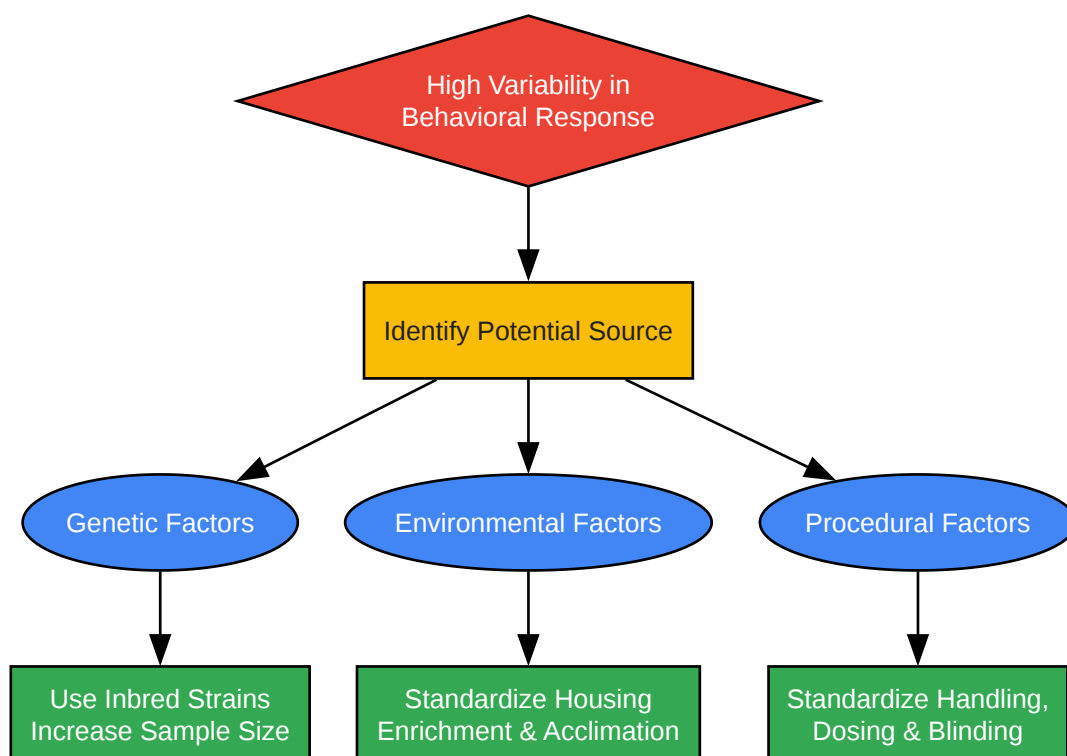 High Variability in
Behavioral Response
Identify Potential Source
Genetic Factors
Environmental Factors
Procedural Factors
Use Inbred Strains
Increase Sample Size
Standardize Housing
Enrichment & Acclimation
Standardize Handling,
Dosing & Blinding